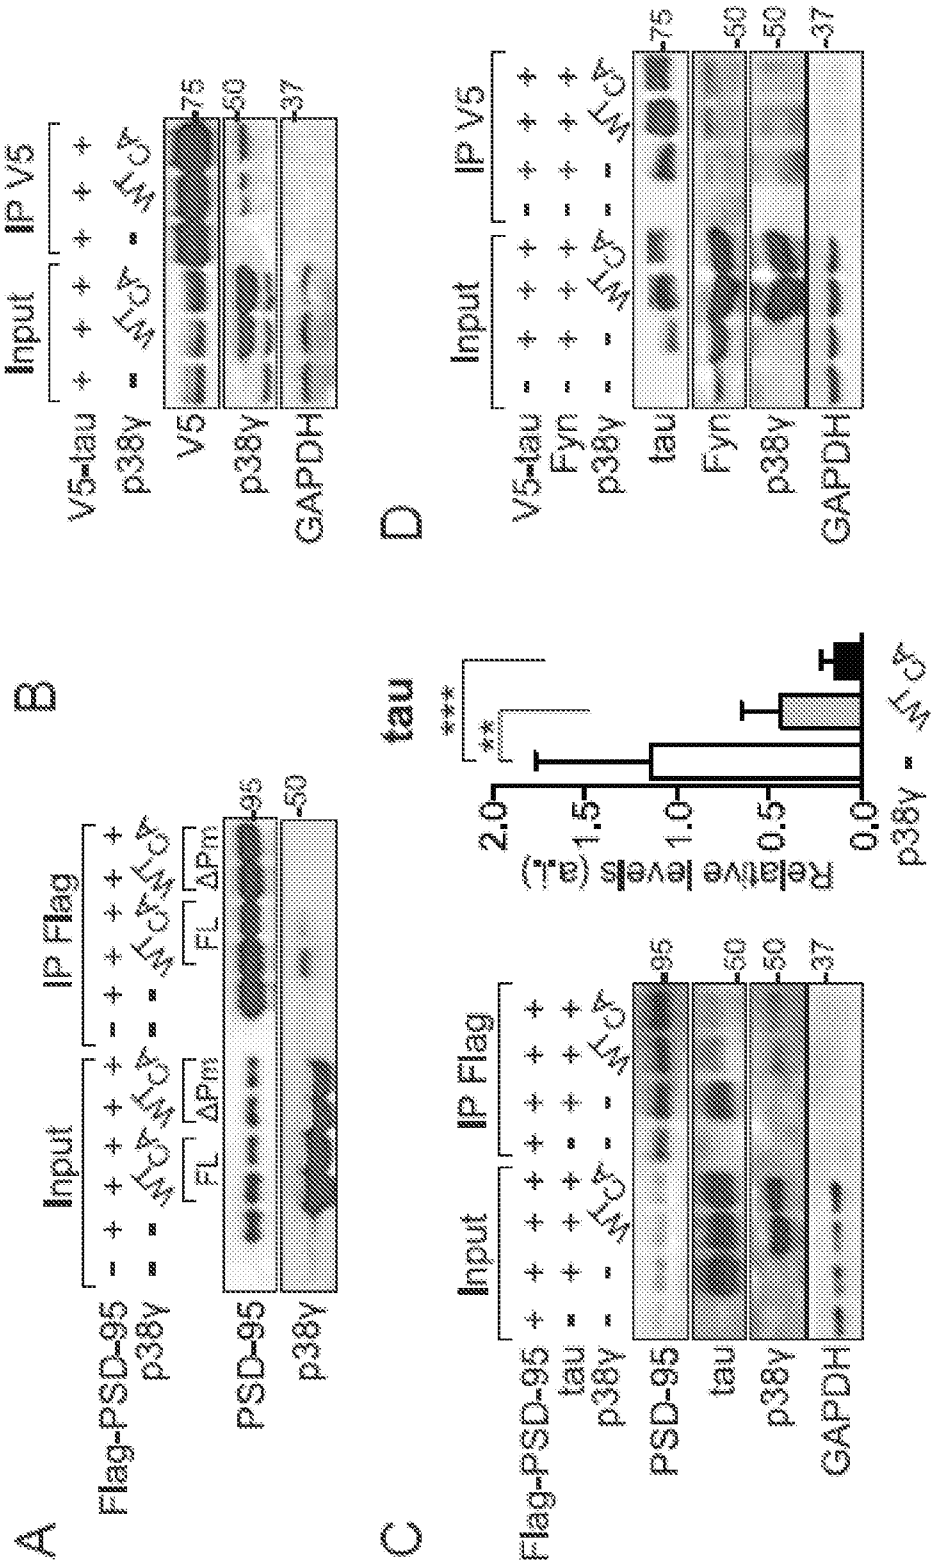 A
Input
IP Flag
Flag-PSD-95 - + + + + + - + + + + +
p38γ - - WT CA WT CA - - WT CA WT CA
FL ΔPm FL ΔPm
PSD-95 -95
p38γ -50
B
Input
IP V5
V5-tau + + + + + +
p38γ - WT CA - WT CA
V5 -75
p38γ -50
GAPDH -37
C
Input
IP Flag
Flag-PSD-95 + + + + + + + +
tau - + + + - + + +
p38γ - - WT CA - - WT CA
PSD-95 -95
tau -50
p38γ -50
GAPDH -37
tau
***
**
Relative levels (a.i.)
2.0
1.5
1.0
0.5
0.0
p38γ - WT CA
D
Input
IP V5
V5-tau - + + + - + + +
Fyn - + + + - + + +
p38γ - - WT CA - - WT CA
tau -75
Fyn -50
p38γ -50
GAPDH -37